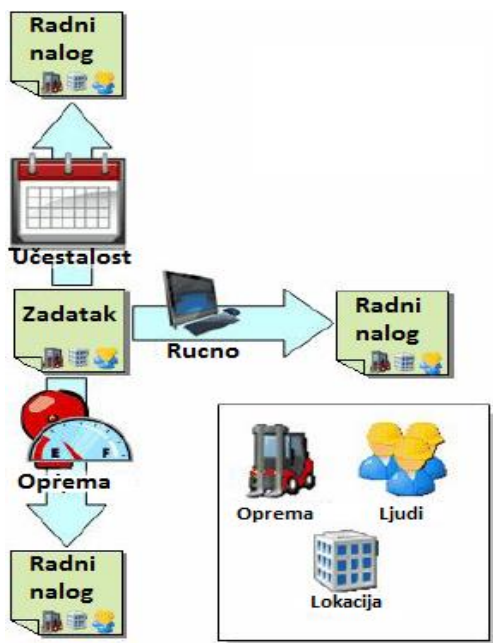 Radni
nalog
Učestalost
Zadatak
Rucno
Radni
nalog
E F
Oprema
Oprema
Ljudi
Lokacija
Radni
nalog